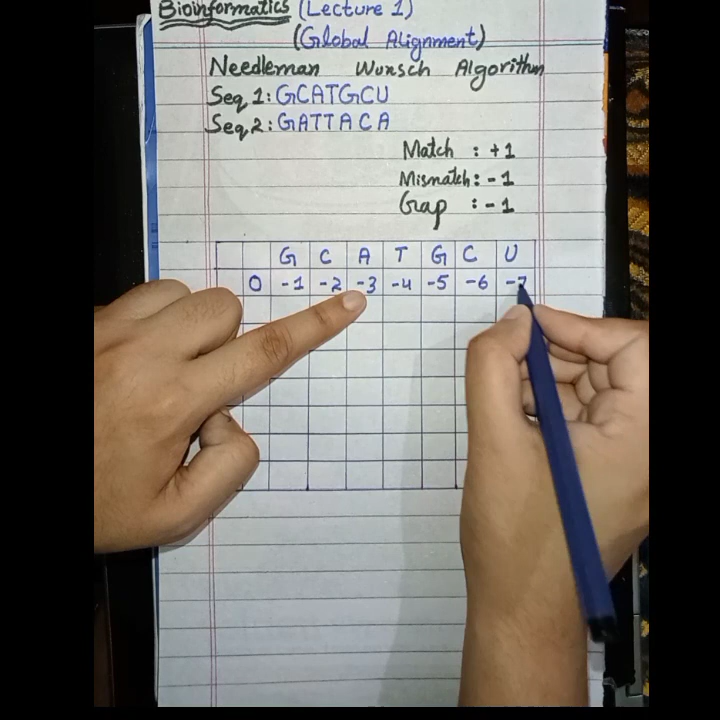 Bioinformatics (Lecture 1)
(Global Alignment)
Needleman Wunsch Algorithm
Seq 1: GCATGCU
Seq 2: GATTACA
Match : +1
Mismatch: -1
Gap : -1
G C A T G C U
0 -1 -2 -3 -4 -5 -6 -7